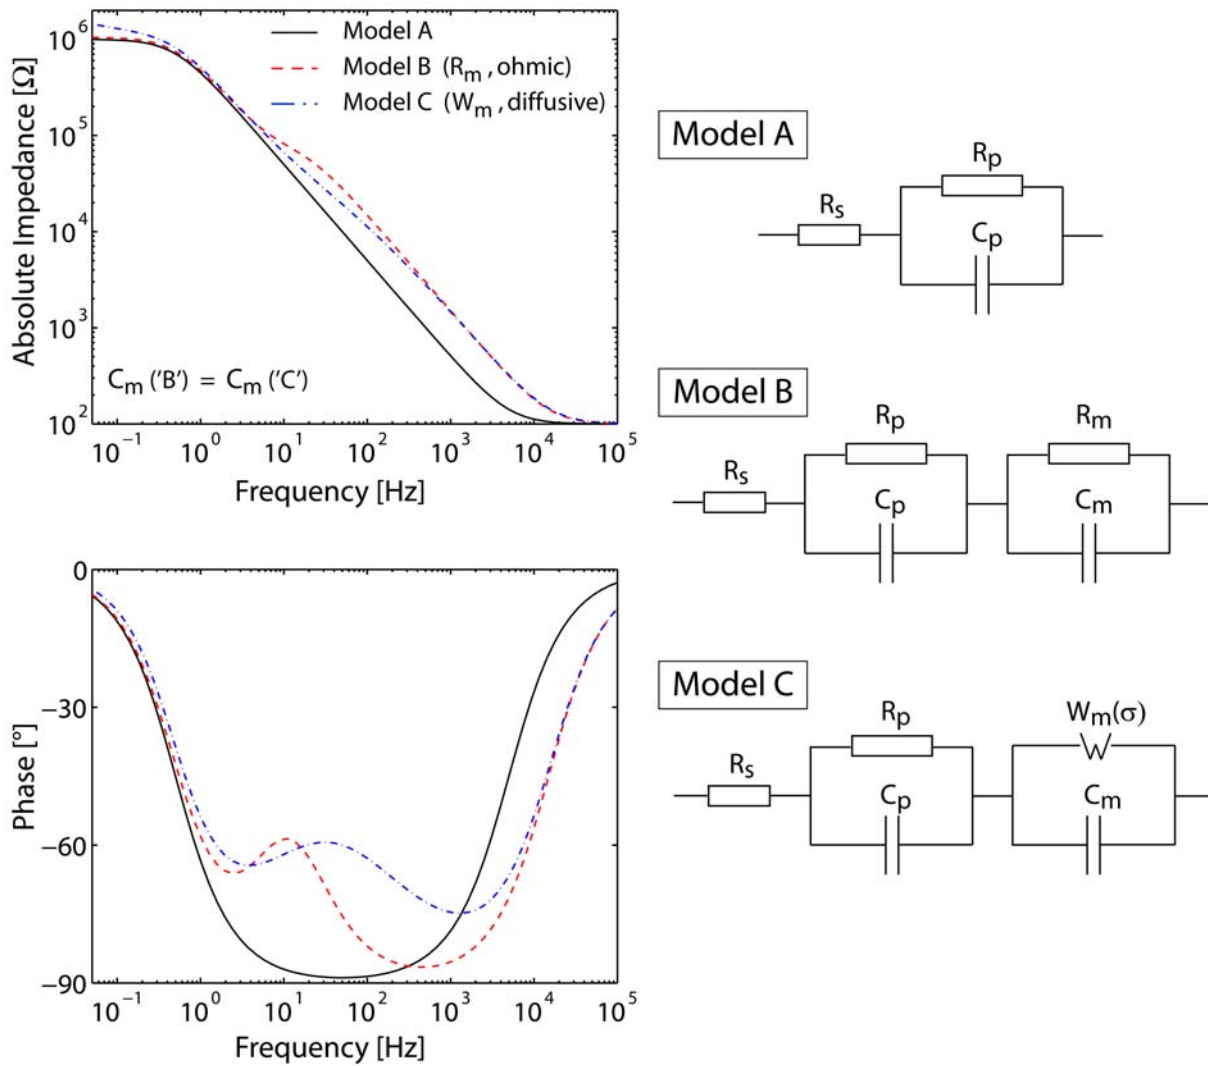 Absolute Impedance [Ω]
10^6
10^5
10^4
10^3
10^2
Model A
Model B (R_m, ohmic)
Model C (W_m, diffusive)
C_m ('B') = C_m ('C')
10^-1 10^0 10^1 10^2 10^3 10^4 10^5
Frequency [Hz]
Phase [°]
0
−30
−60
−90
10^-1 10^0 10^1 10^2 10^3 10^4 10^5
Frequency [Hz]
Model A
R_p
R_s
C_p
Model B
R_p R_m
R_s
C_p C_m
Model C
R_p W_m(σ)
R_s
C_p C_m
W